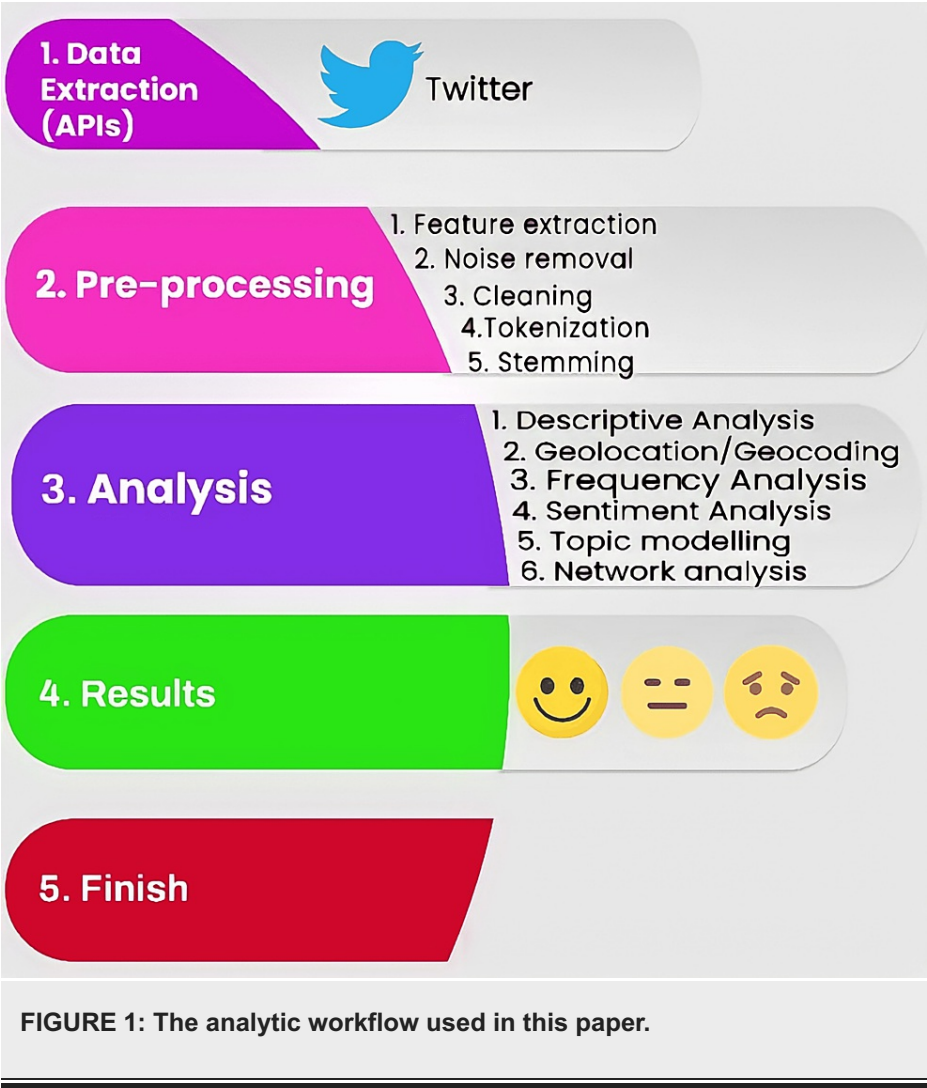 1. Data
Extraction
(APIs)
Twitter
2. Pre-processing
1. Feature extraction
2. Noise removal
3. Cleaning
4.Tokenization
5. Stemming
3. Analysis
1. Descriptive Analysis
2. Geolocation/Geocoding
3. Frequency Analysis
4. Sentiment Analysis
5. Topic modelling
6. Network analysis
4. Results
5. Finish
FIGURE 1: The analytic workflow used in this paper.